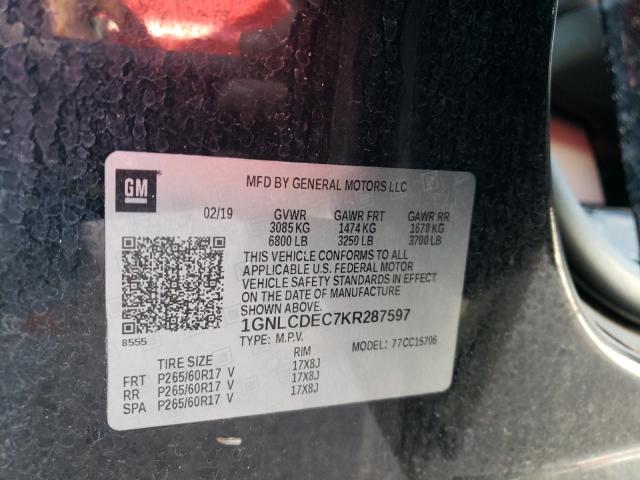 GM
MFD BY GENERAL MOTORS LLC
02/19 GVWR GAWR FRT GAWR RR
3085 KG 1474 KG 1678 KG
6800 LB 3250 LB 3700 LB
THIS VEHICLE CONFORMS TO ALL
APPLICABLE U.S. FEDERAL MOTOR
VEHICLE SAFETY STANDARDS IN EFFECT
ON THE DATE OF MANUFACTURE
SHOWN ABOVE.
1GNLCDEC7KR287597
8555
TYPE: M.P.V. MODEL: 77CC15706
TIRE SIZE RIM
FRT P265/60R17 V 17X8J
RR P265/60R17 V 17X8J
SPA P265/60R17 V 17X8J